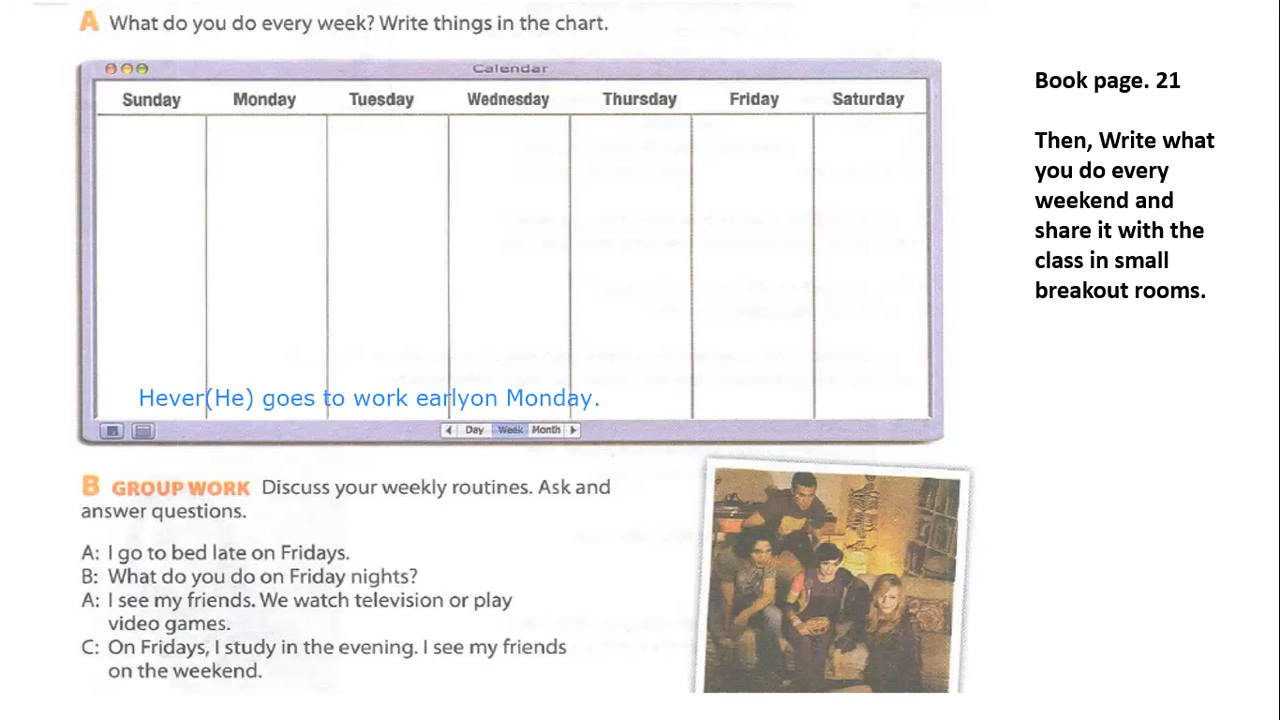 A What do you do every week? Write things in the chart.
Calendar
Sunday Monday Tuesday Wednesday Thursday Friday Saturday
Hever(He) goes to work earlyon Monday.
Day Week Month
B GROUP WORK Discuss your weekly routines. Ask and
answer questions.
A: I go to bed late on Fridays.
B: What do you do on Friday nights?
A: I see my friends. We watch television or play
video games.
C: On Fridays, I study in the evening. I see my friends
on the weekend.
Book page. 21
Then, Write what
you do every
weekend and
share it with the
class in small
breakout rooms.